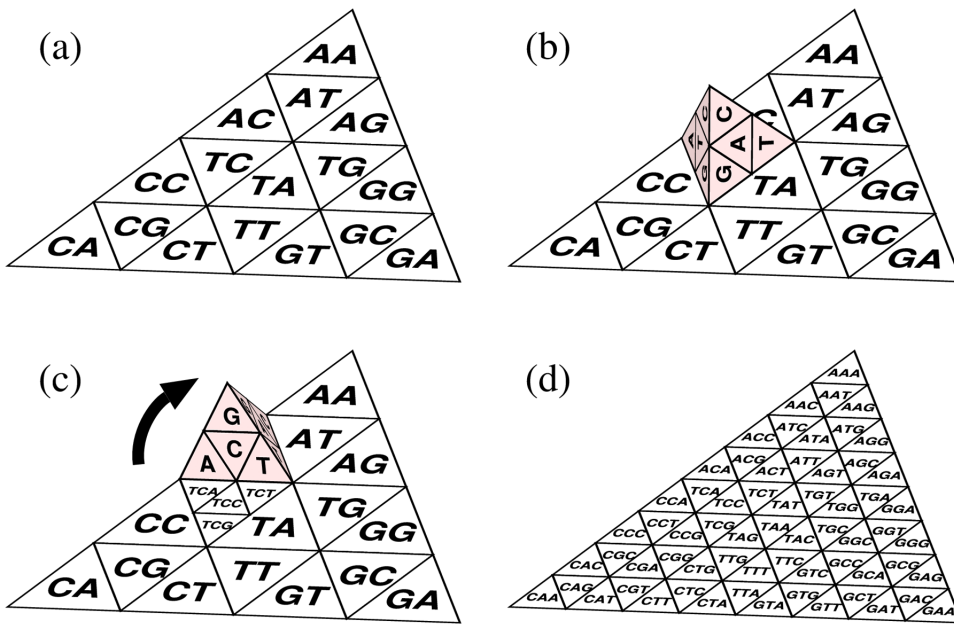 (a)
AA
AC AT AG
CC TC TA TG GG
CA CG CT TT GT GC GA
(b)
AA
AT AG
C C C
A T A T
G G
CC TA TG GG
CA CG CT TT GT GC GA
(c)
AA
G
AT AG
A C T
TCA TCC TCT
TCG
CC TA TG GG
CA CG CT TT GT GC GA
(d)
AAA
AAC AAT AAG
ACC ATC ATA ATG AGG
ACA ACG ACT ATT AGT AGC AGA
CCA TCA TCC TCT TAT TGT TGG TGA GGA
CCC CCT CCG TCG TAG TAA TAC TGC GGC GGT GGG
CAC CGC CGA CGG CTG TTG TTT TTC GTC GCC GCA GCG GAG
CAA CAG CAT CGT CTT CTC CTA TTA GTA GTG GTT GCT GAT GAC GAA